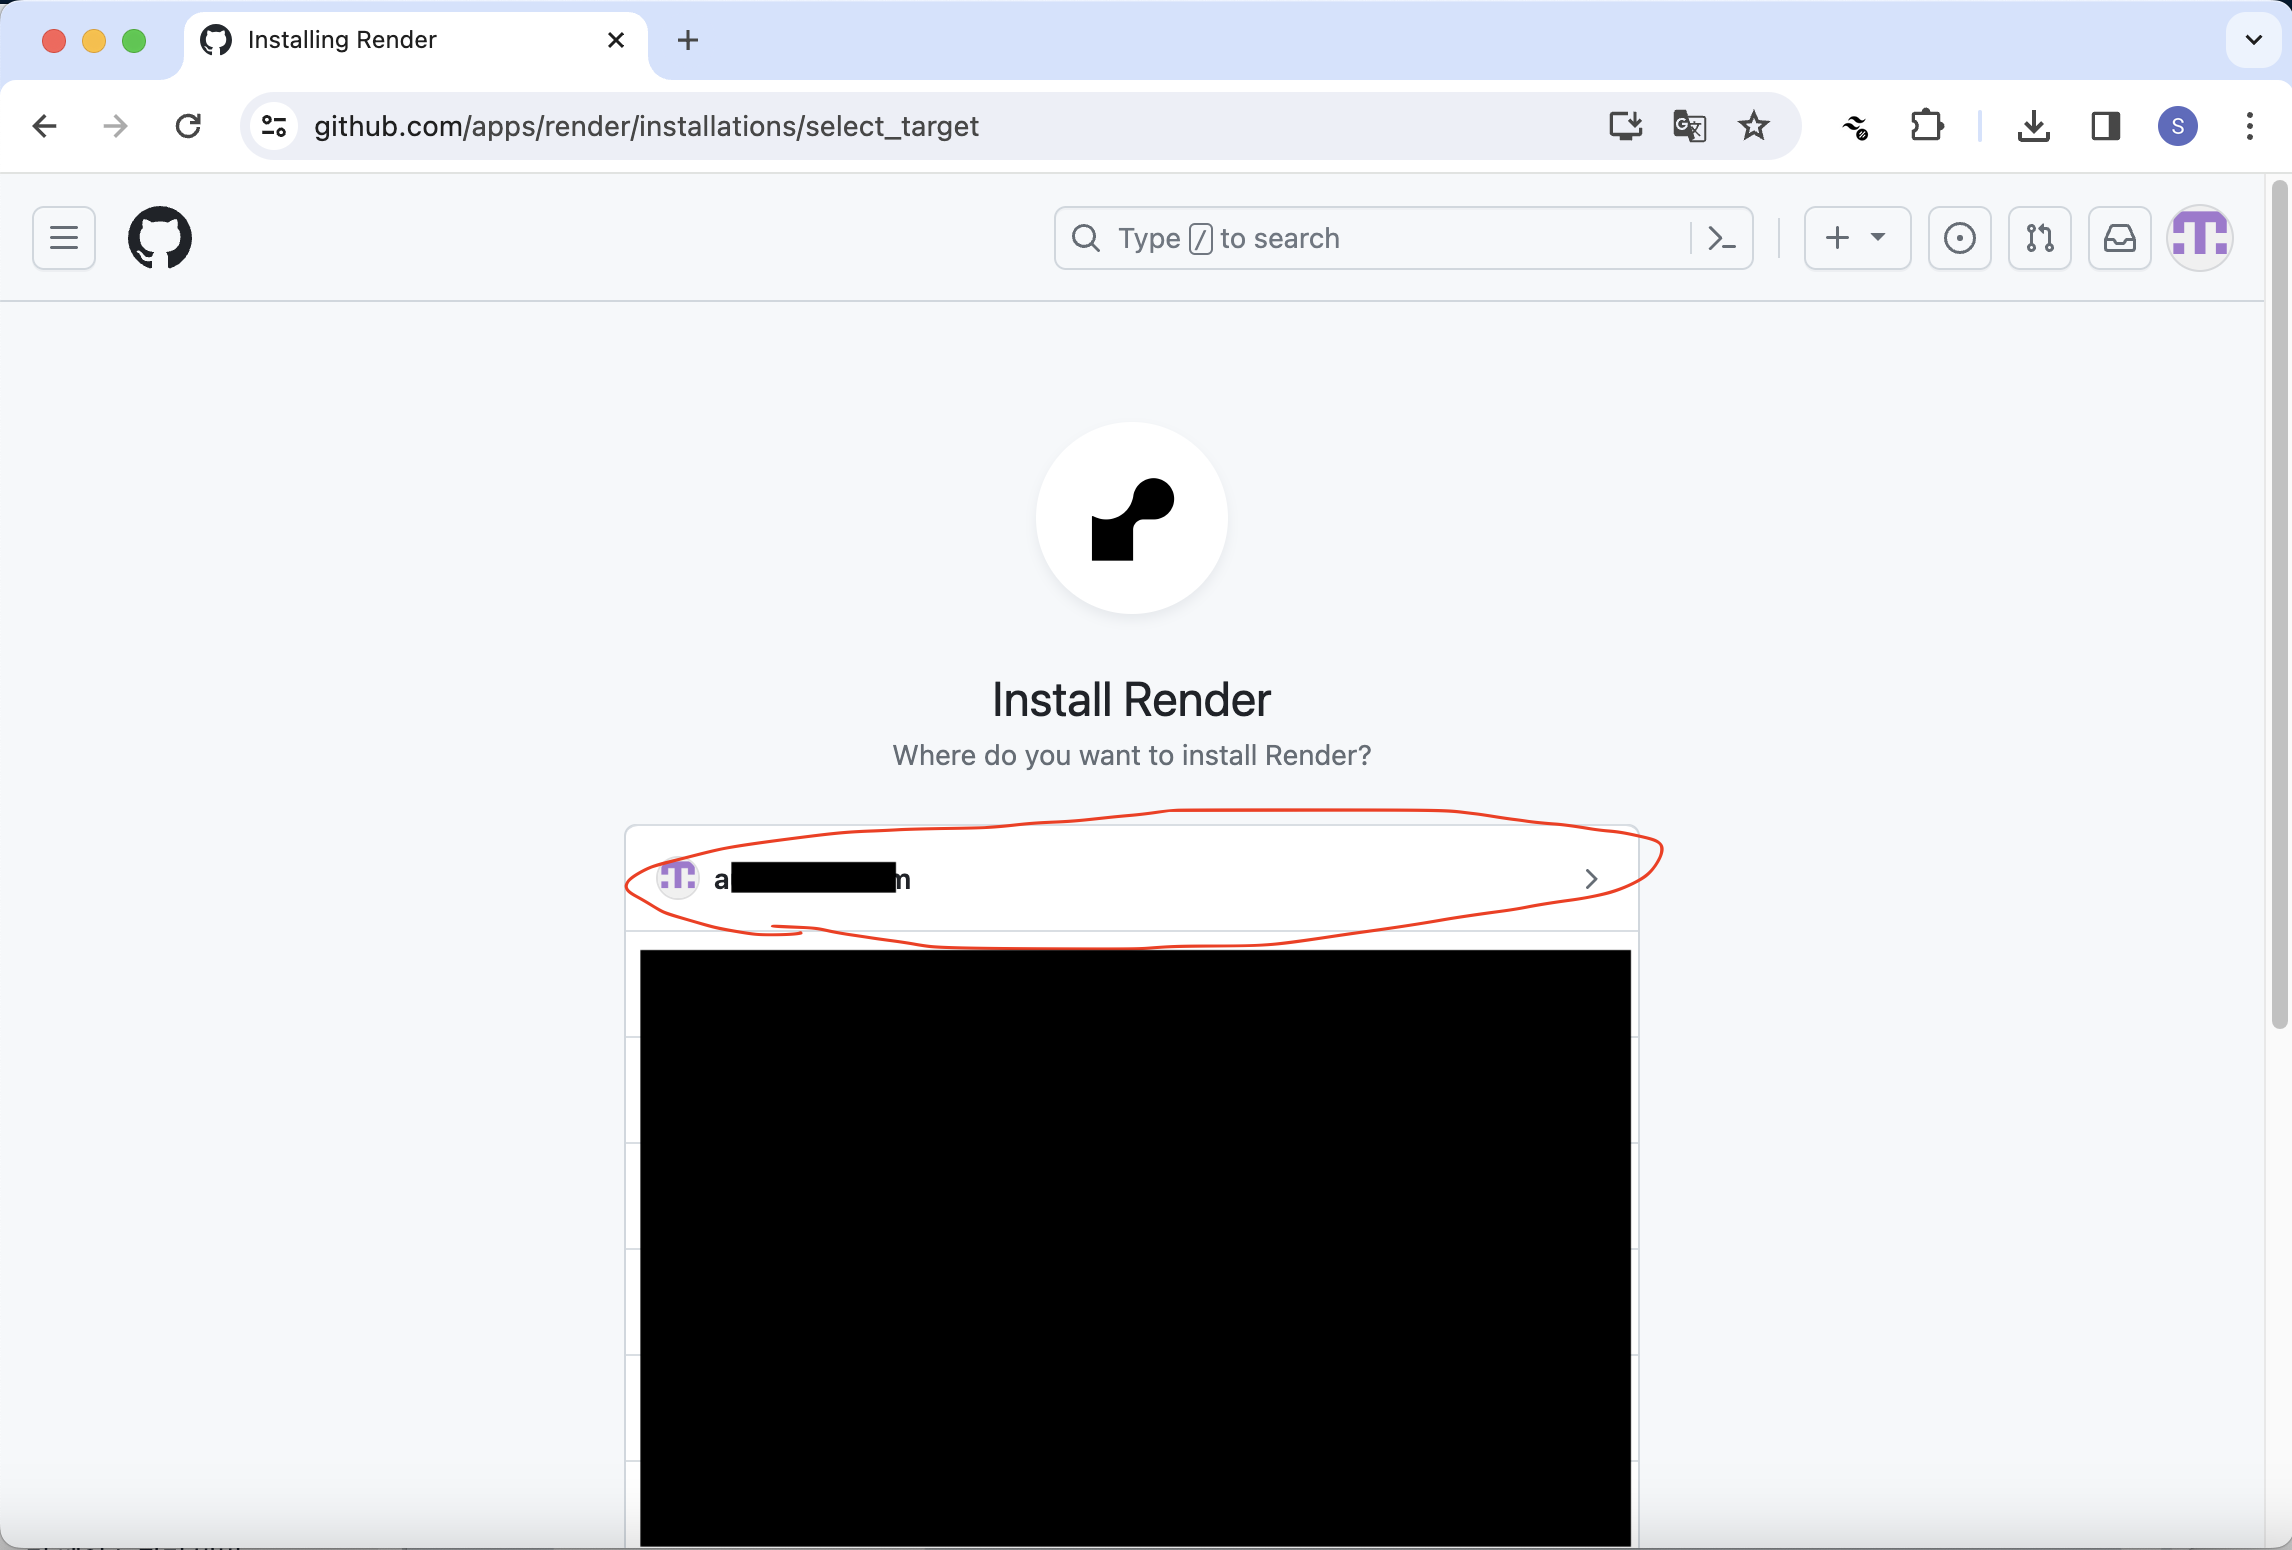 Installing Render
github.com/apps/render/installations/select_target
S
Type / to search
Install Render
Where do you want to install Render?